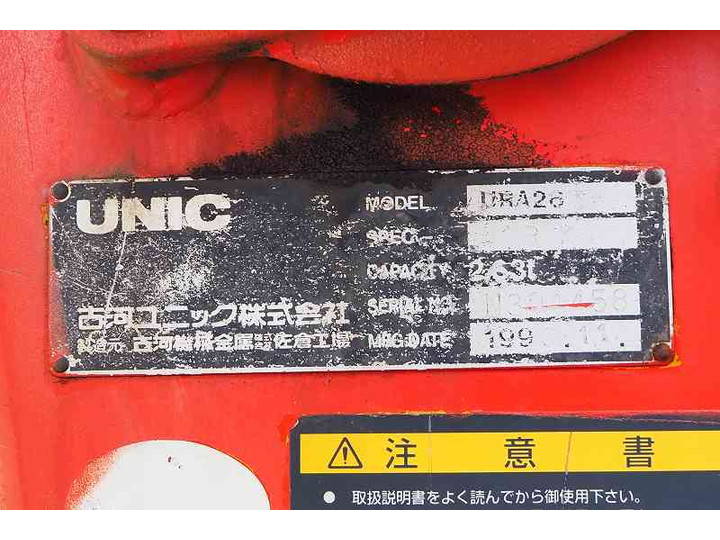 UNIC
MODEL URA26
SPEC.
CAPACITY 2.63t
SERIAL NO.
MFG.DATE 199 .11.
古河ユニック株式会社
製造元 古河機械金属株式会社佐倉工場
⚠注意書
● 取扱説明書をよく読んでから御使用下さい。